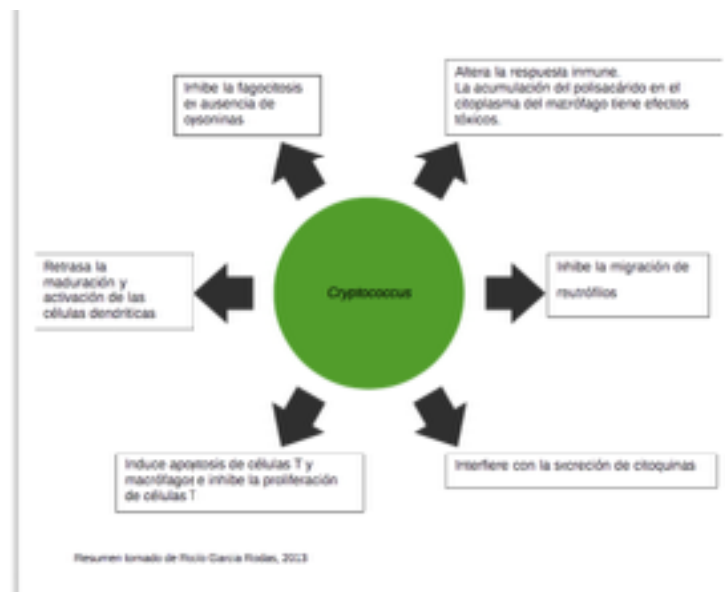 Inhibe la fagocitosis
en ausencia de
opsoninas
Altera la respuesta inmune.
La acumulación del polisacárido en el
citoplasma del macrófago tiene efectos
tóxicos.
Retrasa la
maduración y
activación de las
células dendríticas
Cryptococcus
Inhibe la migración de
neutrófilos
Induce apoptosis de células T y
macrófagos e inhibe la proliferación
de células T
Interfiere con la secreción de citoquinas
Resumen tomado de Rocío García Rodas, 2013